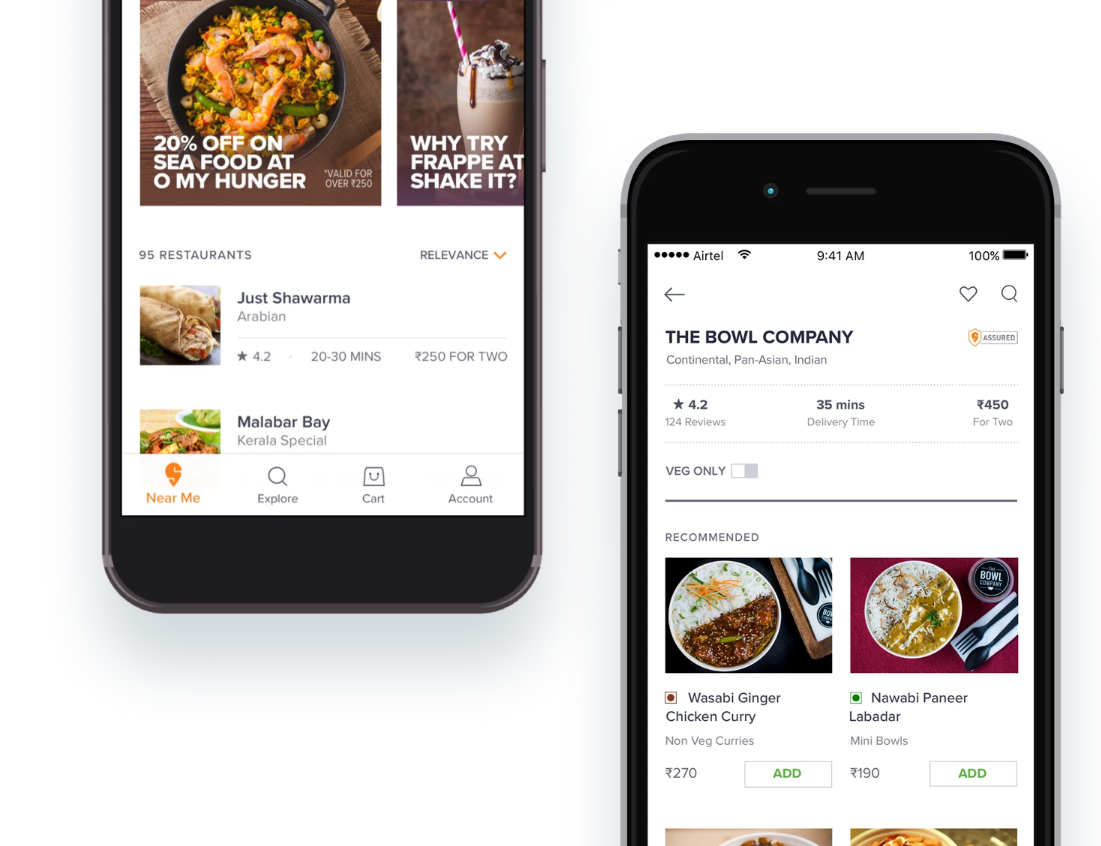 20% OFF ON
SEA FOOD AT
O MY HUNGER
*VALID FOR
OVER ₹250
WHY TRY
FRAPPE AT
SHAKE IT?
95 RESTAURANTS
RELEVANCE
Just Shawarma
Arabian
★ 4.2 · 20-30 MINS ₹250 FOR TWO
Malabar Bay
Kerala Special
Near Me Explore Cart Account
Airtel 9:41 AM 100%
THE BOWL COMPANY
ASSURED
Continental, Pan-Asian, Indian
★ 4.2 35 mins ₹450
124 Reviews Delivery Time For Two
VEG ONLY
RECOMMENDED
THE
BOWL
COMPANY
Wasabi Ginger
Chicken Curry
Non Veg Curries
₹270 ADD
Nawabi Paneer
Labadar
Mini Bowls
₹190 ADD